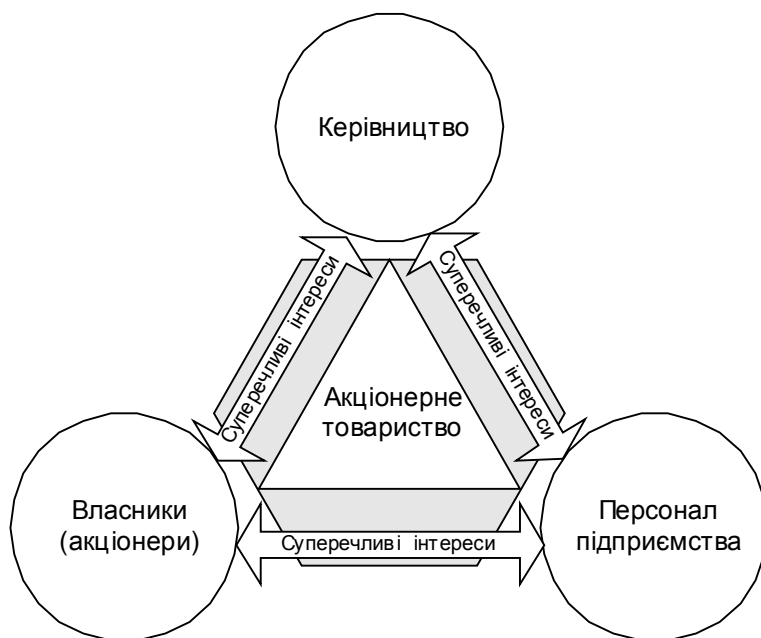 Керівництво
Суперечливі інтереси
Суперечливі інтереси
Акціонерне
товариство
Власники
(акціонери)
Суперечливі інтереси
Персонал
підприємства